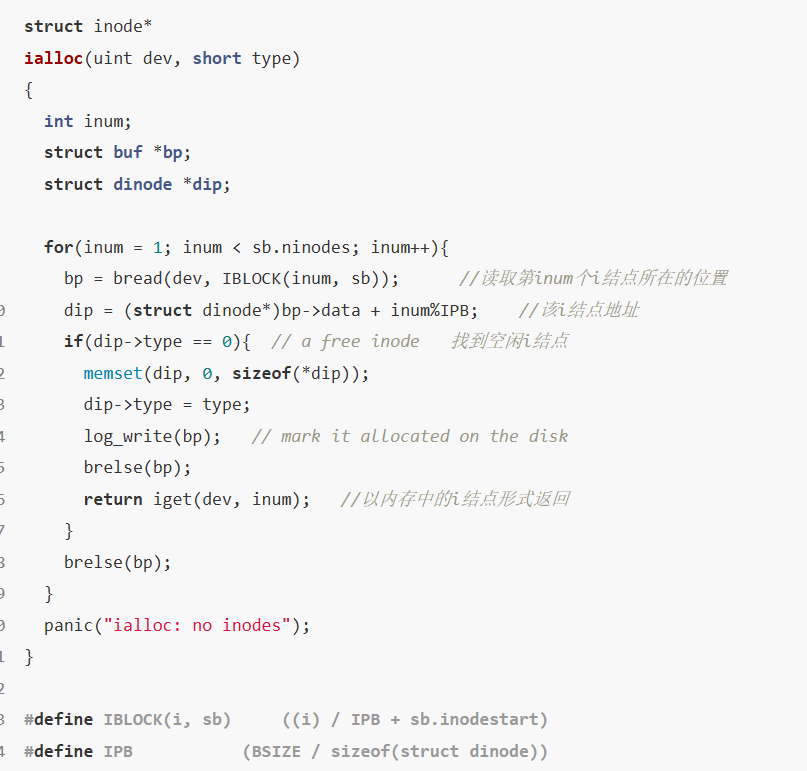 struct inode*
ialloc(uint dev, short type)
{
  int inum;
  struct buf *bp;
  struct dinode *dip;

  for(inum = 1; inum < sb.ninodes; inum++){
    bp = bread(dev, IBLOCK(inum, sb));      //读取第inum个i结点所在的位置
0    dip = (struct dinode*)bp->data + inum%IPB;    //该i结点地址
1    if(dip->type == 0){  // a free inode   找到空闲i结点
2      memset(dip, 0, sizeof(*dip));
3      dip->type = type;
4      log_write(bp);   // mark it allocated on the disk
5      brelse(bp);
6      return iget(dev, inum);   //以内存中的i结点形式返回
7    }
8    brelse(bp);
9  }
0  panic("ialloc: no inodes");
1 }
2
3 #define IBLOCK(i, sb)     ((i) / IPB + sb.inodestart)
4 #define IPB           (BSIZE / sizeof(struct dinode))